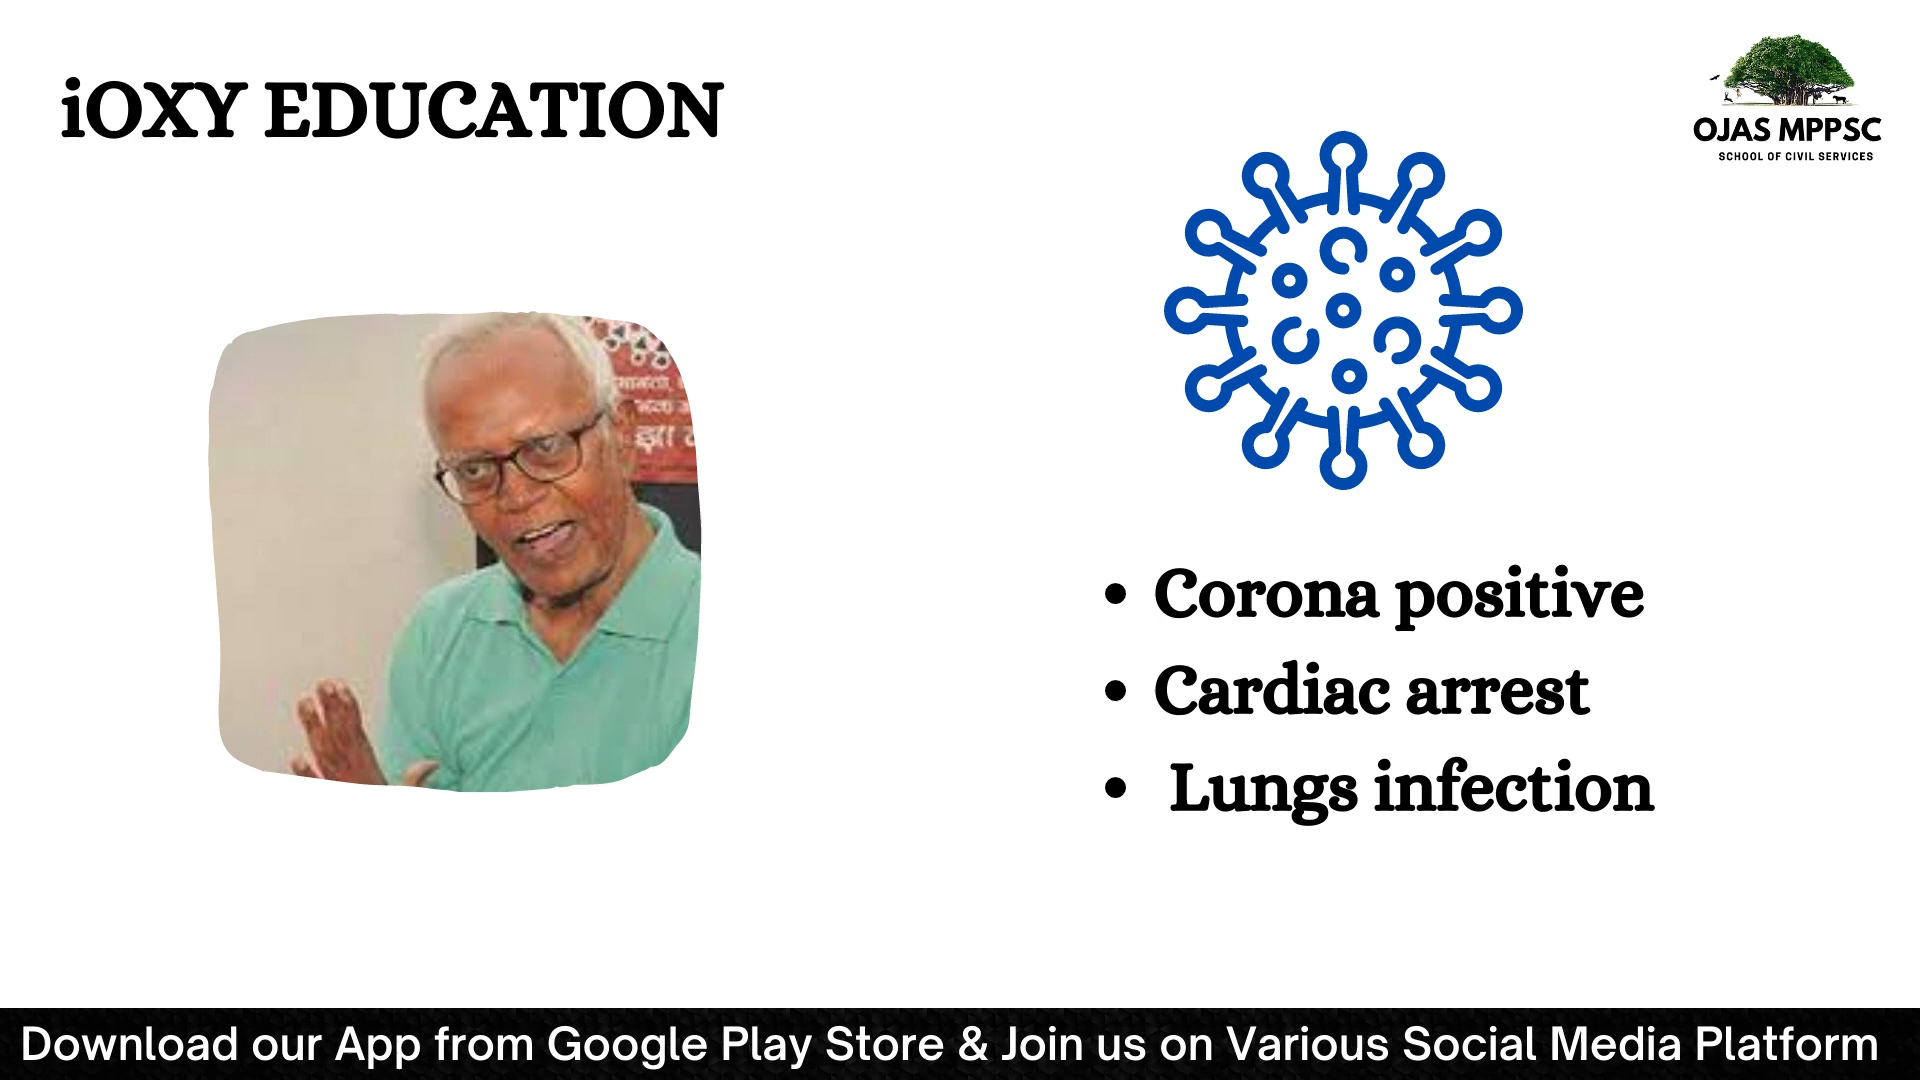 iOXY EDUCATION
OJAS MPPSC
SCHOOL OF CIVIL SERVICES
झा
• Corona positive
• Cardiac arrest
• Lungs infection
Download our App from Google Play Store & Join us on Various Social Media Platform